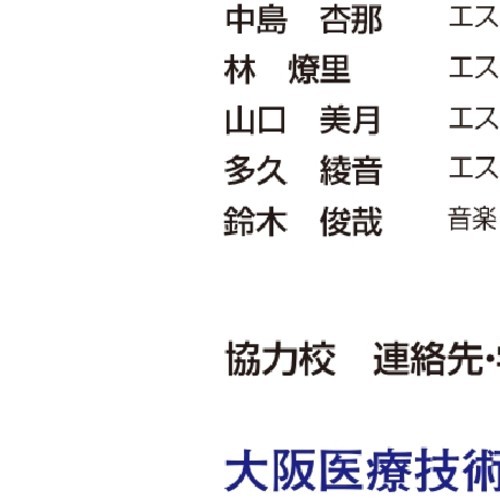 中島　杏那　エス
林　燎里　エス
山口　美月　エス
多久　綾音　エス
鈴木　俊哉　音楽
協力校　連絡先・
大阪医療技術